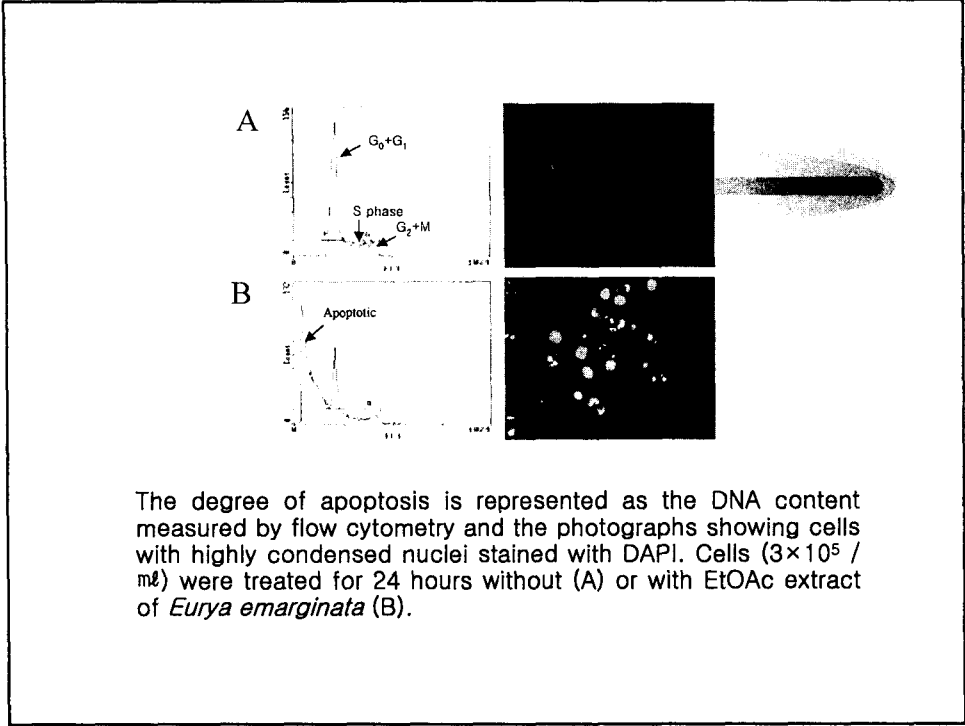 A
G₀+G₁
S phase
G₂+M
0
B
Apoptotic
The degree of apoptosis is represented as the DNA content
measured by flow cytometry and the photographs showing cells
with highly condensed nuclei stained with DAPI. Cells (3×10⁵ /
㎖) were treated for 24 hours without (A) or with EtOAc extract
of Eurya emarginata (B).